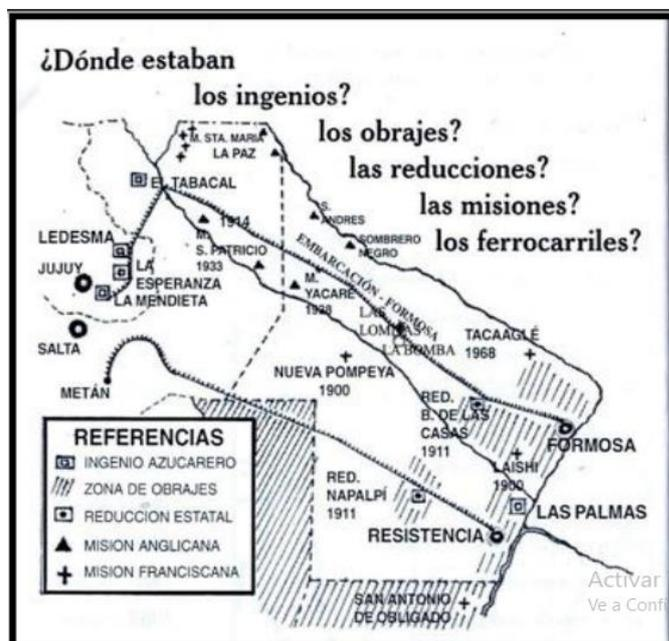 ¿Dónde estaban
los ingenios?
los obrajes?
las reducciones?
las misiones?
los ferrocarriles?
M. STA. MARIA
LA PAZ
EL TABACAL
S. ANDRES
1914
M.
S. PATRICIO
1933
SOMBRERO
NEGRO
LEDESMA
LA
ESPERANZA
JUJUY
LA MENDIETA
EMBARCACIÓN - FORMOSA
M.
YACARÉ
1928
LAS
LOMITAS
LA BOMBA
TACAAGLÉ
1968
SALTA
NUEVA POMPEYA
1900
METÁN
RED.
B. DE LAS
CASAS
1911
FORMOSA
LAISHI
1900
RED.
NAPALPÍ
1911
LAS PALMAS
RESISTENCIA
SAN ANTONIO
DE OBLIGADO
REFERENCIAS
INGENIO AZUCARERO
ZONA DE OBRAJES
REDUCCION ESTATAL
MISION ANGLICANA
MISION FRANCISCANA
Activar
Ve a Confi